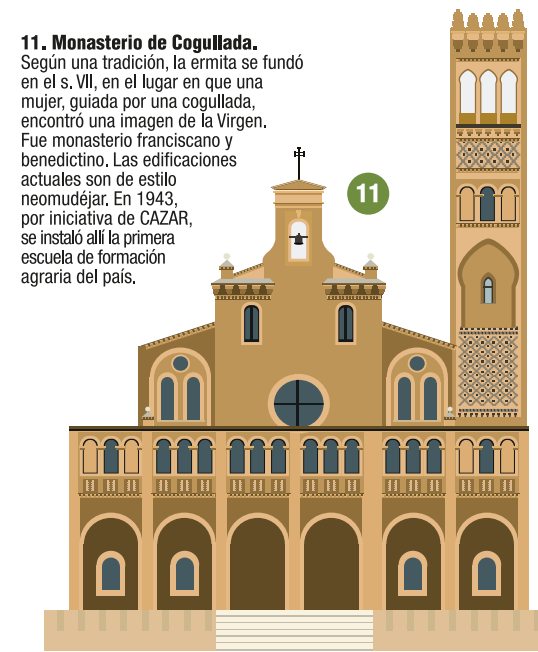 11. Monasterio de Cogullada.
Según una tradición, la ermita se fundó
en el s. VII, en el lugar en que una
mujer, guiada por una cogullada,
encontró una imagen de la Virgen.
Fue monasterio franciscano y
benedictino. Las edificaciones
actuales son de estilo
neomudéjar. En 1943,
por iniciativa de CAZAR,
se instaló allí la primera
escuela de formación
agraria del país.
11